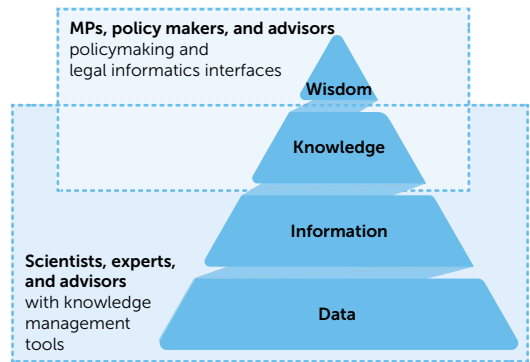 MPs, policy makers, and advisors
policymaking and
legal informatics interfaces
Wisdom
Knowledge
Information
Scientists, experts,
and advisors
with knowledge
management
tools
Data